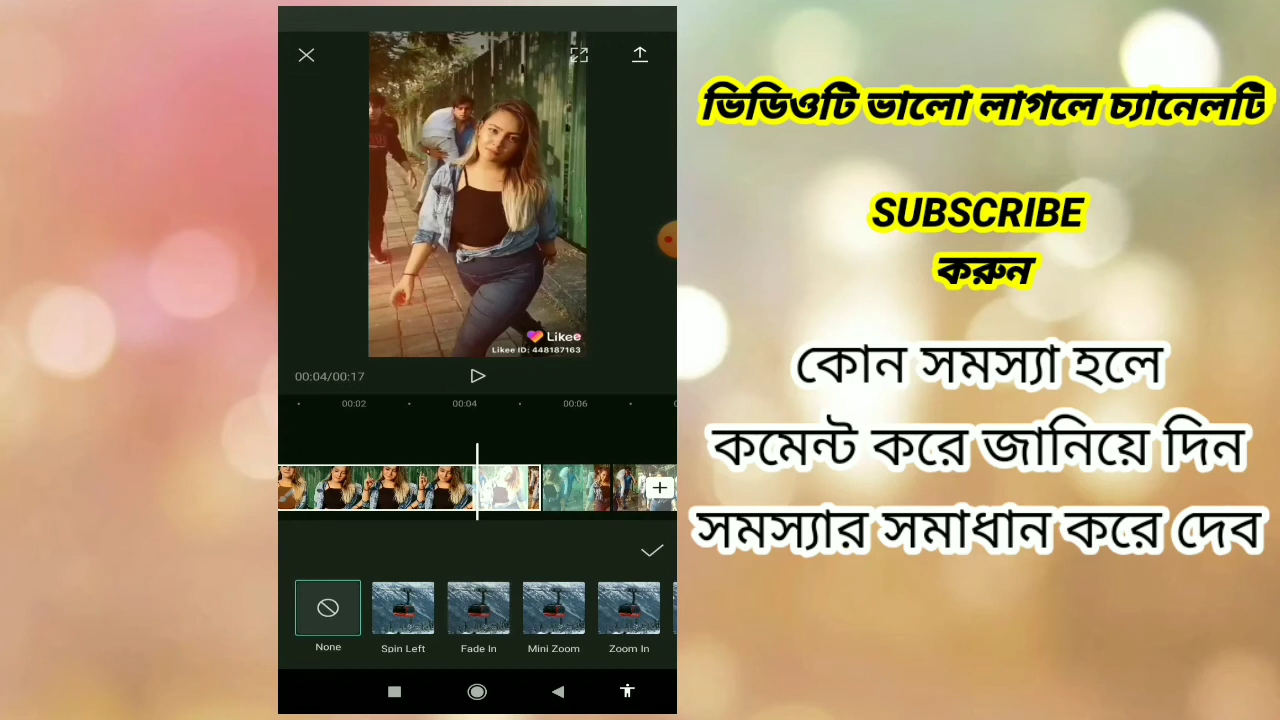 ভিডিওটি ভালো লাগলে চ্যানেলটি
SUBSCRIBE
করুন
কোন সমস্যা হলে
কমেন্ট করে জানিয়ে দিন
সমস্যার সমাধান করে দেব
Likee
Likee ID: 448187163
00:04/00:17
00:02 00:04 00:06
None Spin Left Fade In Mini Zoom Zoom In